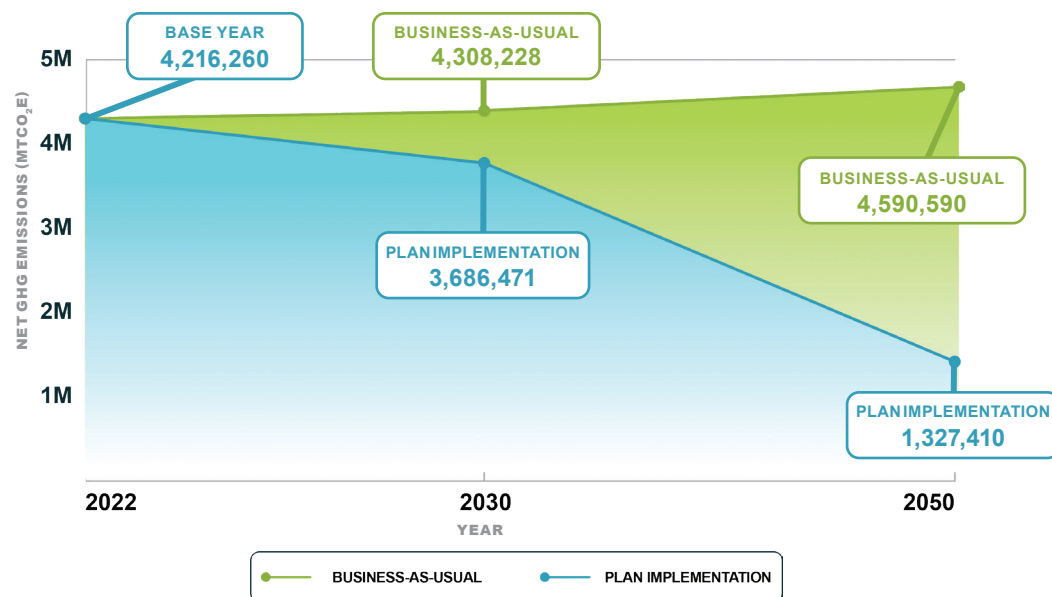 BASE YEAR
4,216,260
BUSINESS-AS-USUAL
4,308,228
5M
4M
3M
2M
1M
NET GHG EMISSIONS (MTCO₂E)
BUSINESS-AS-USUAL
4,590,590
PLAN IMPLEMENTATION
3,686,471
PLAN IMPLEMENTATION
1,327,410
2022
2030
2050
YEAR
BUSINESS-AS-USUAL
PLAN IMPLEMENTATION